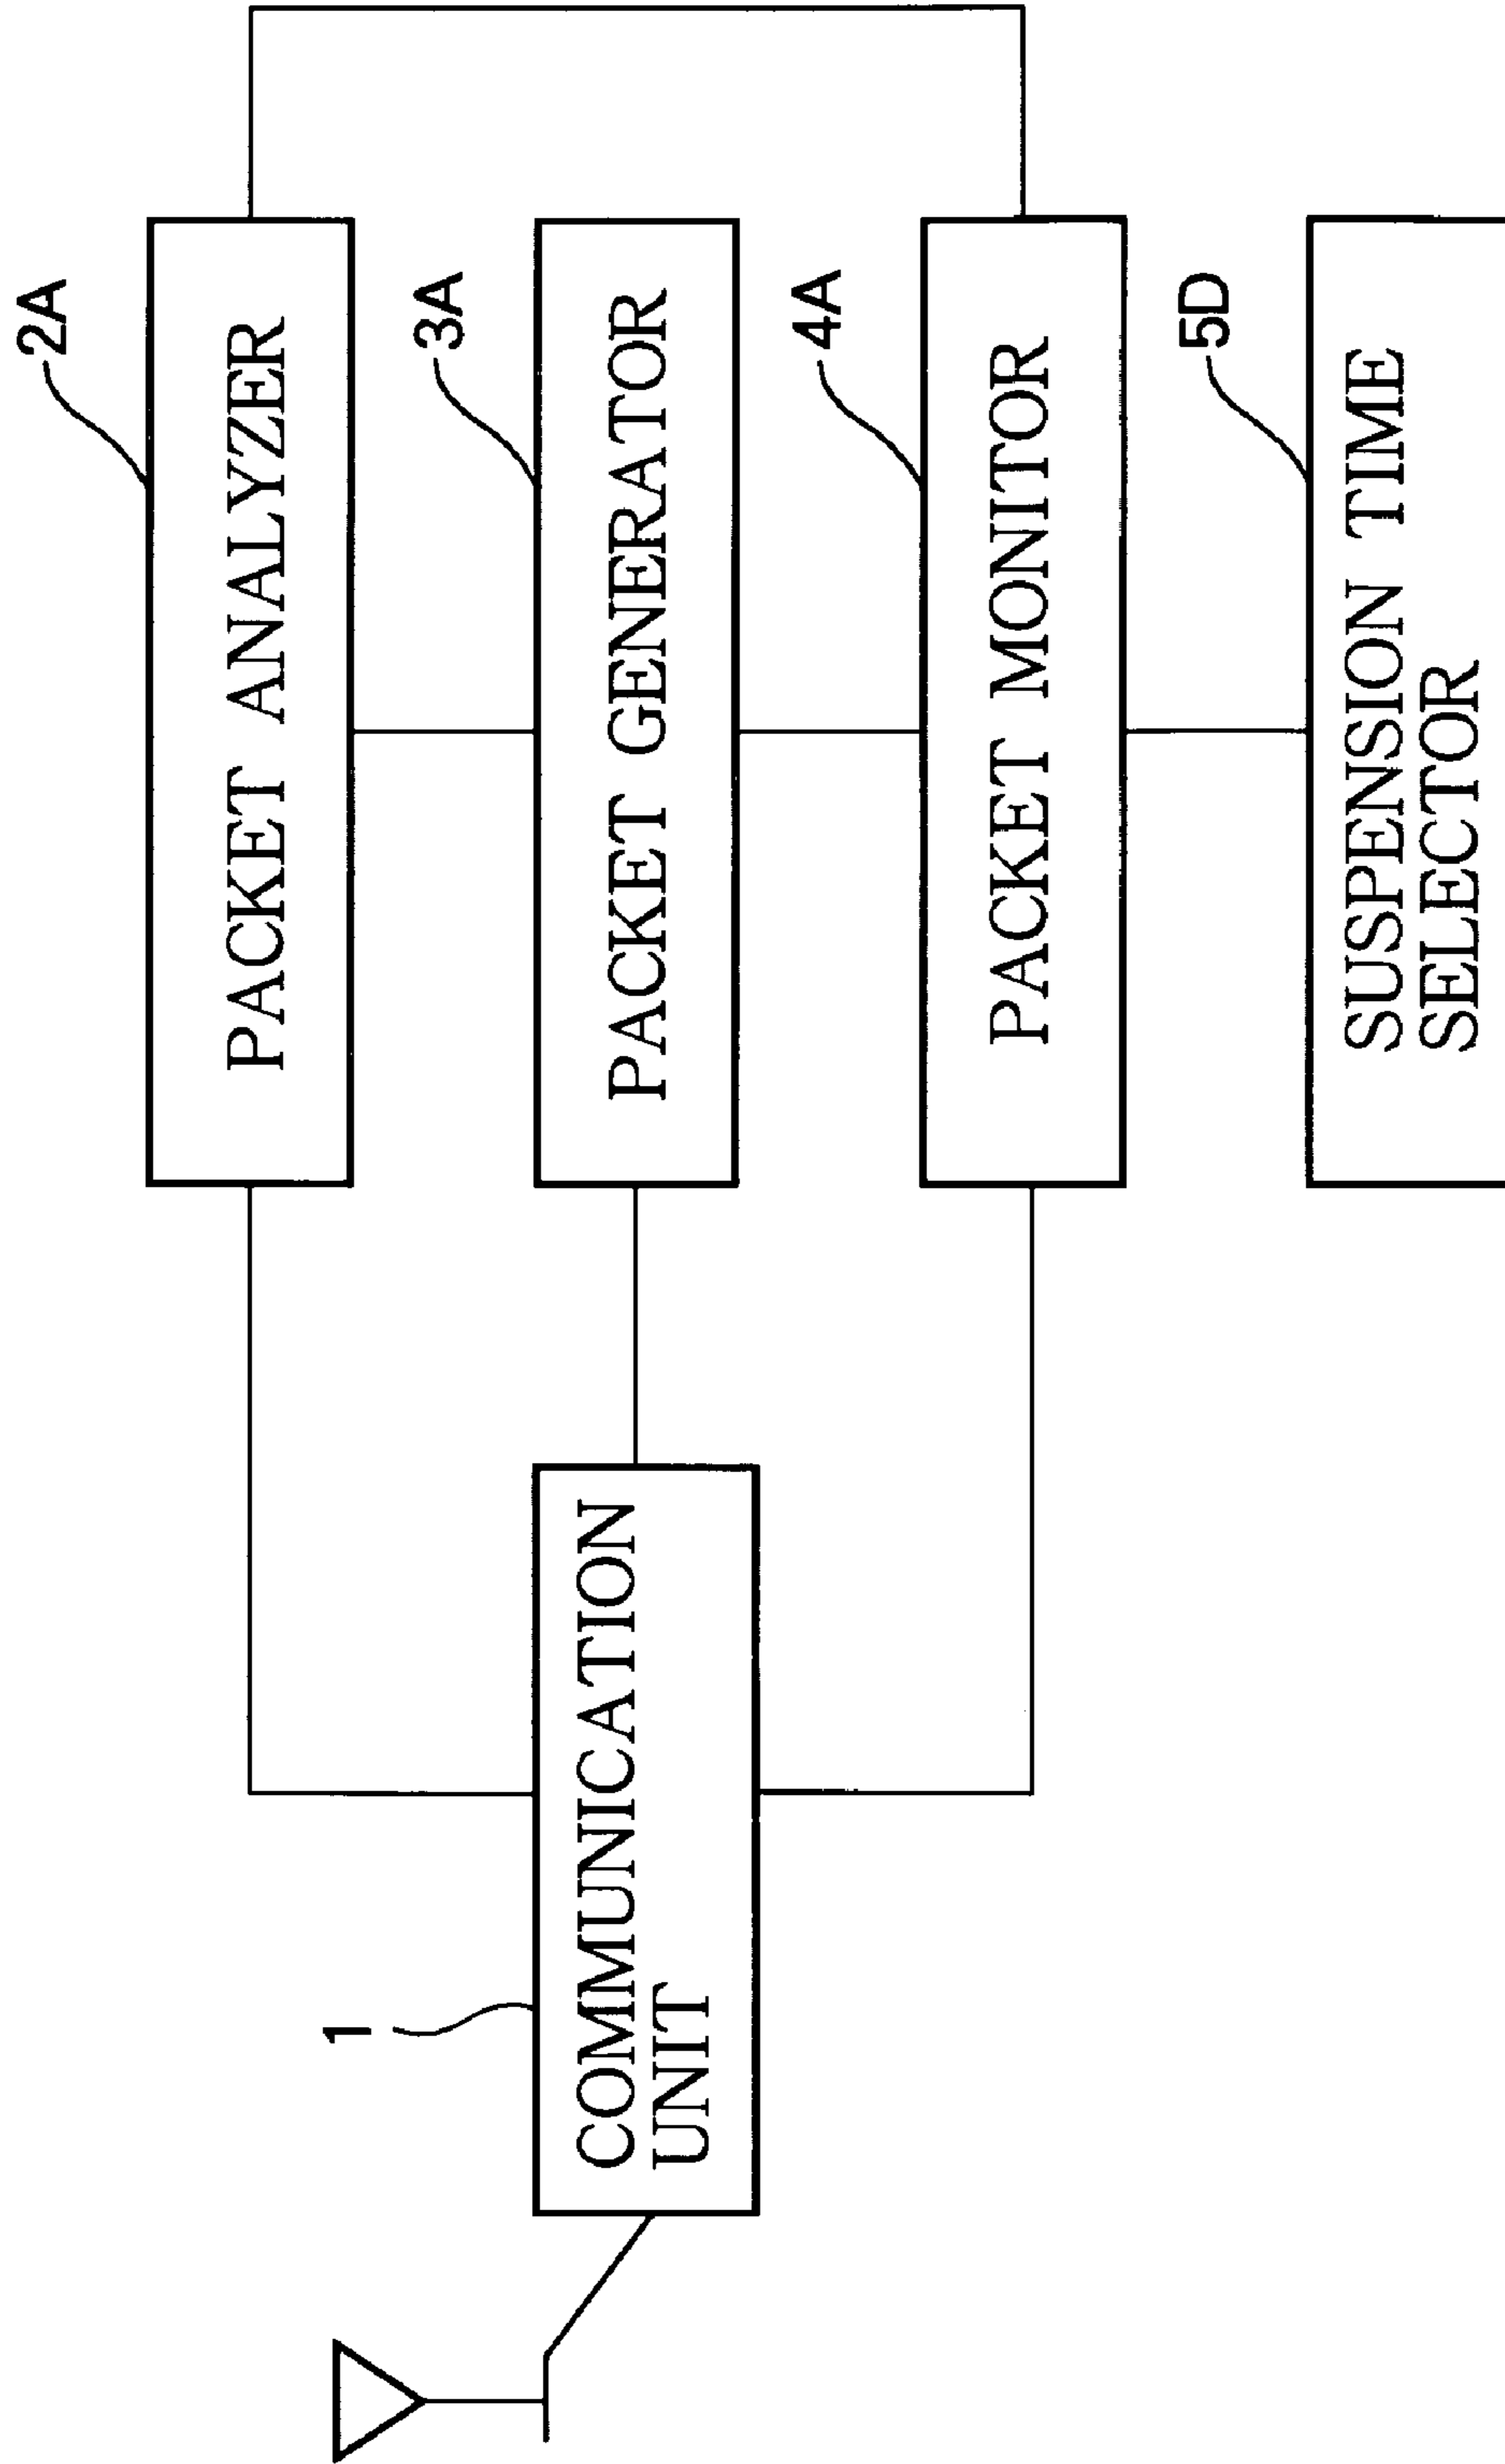 2A
PACKET ANALYZER
3A
PACKET GENERATOR
4A
PACKET MONITOR
5D
SUSPENSION TIME
SELECTOR
1
COMMUNICATION
UNIT